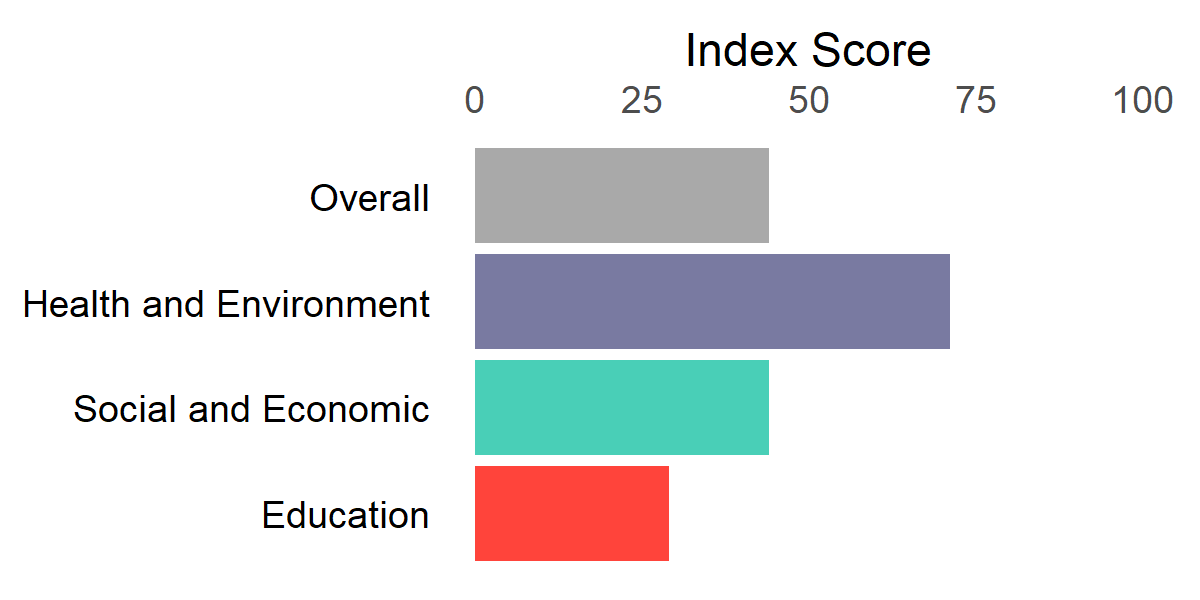 Index Score
0 25 50 75 100
Overall
Health and Environment
Social and Economic
Education